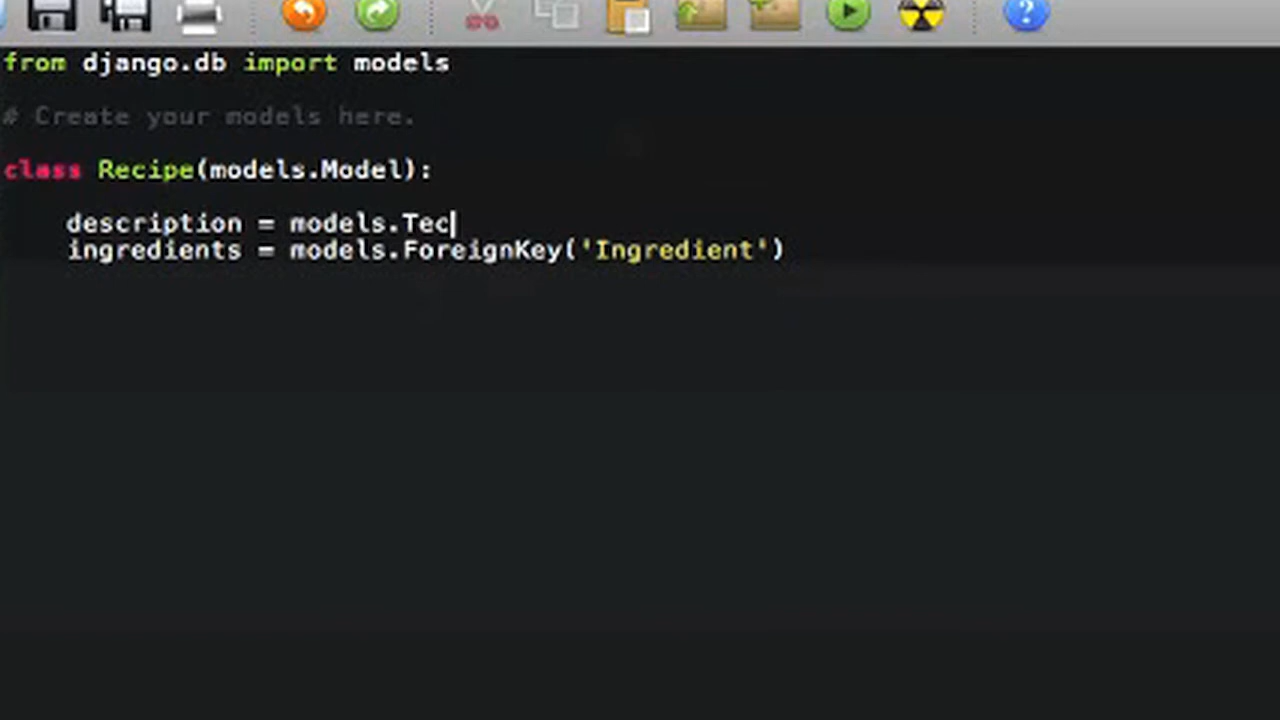 from django.db import models
# Create your models here.
class Recipe(models.Model):
description = models.Tec
ingredients = models.ForeignKey('Ingredient')